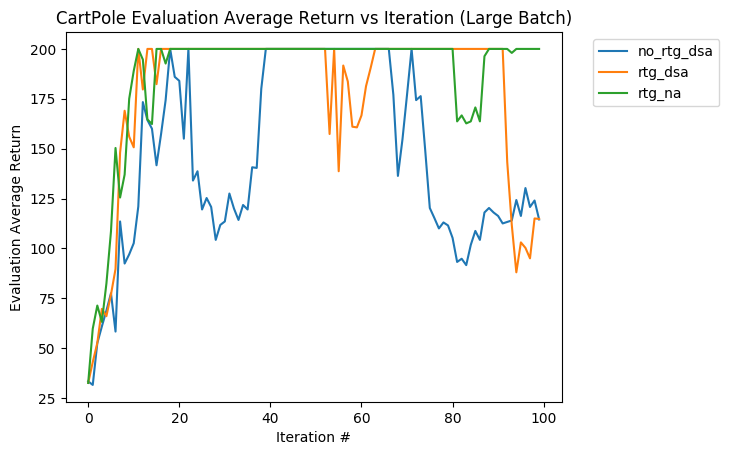 CartPole Evaluation Average Return vs Iteration (Large Batch)
Evaluation Average Return
200
175
150
125
100
75
50
25
0
20
40
60
80
100
Iteration #
no_rtg_dsa
rtg_dsa
rtg_na